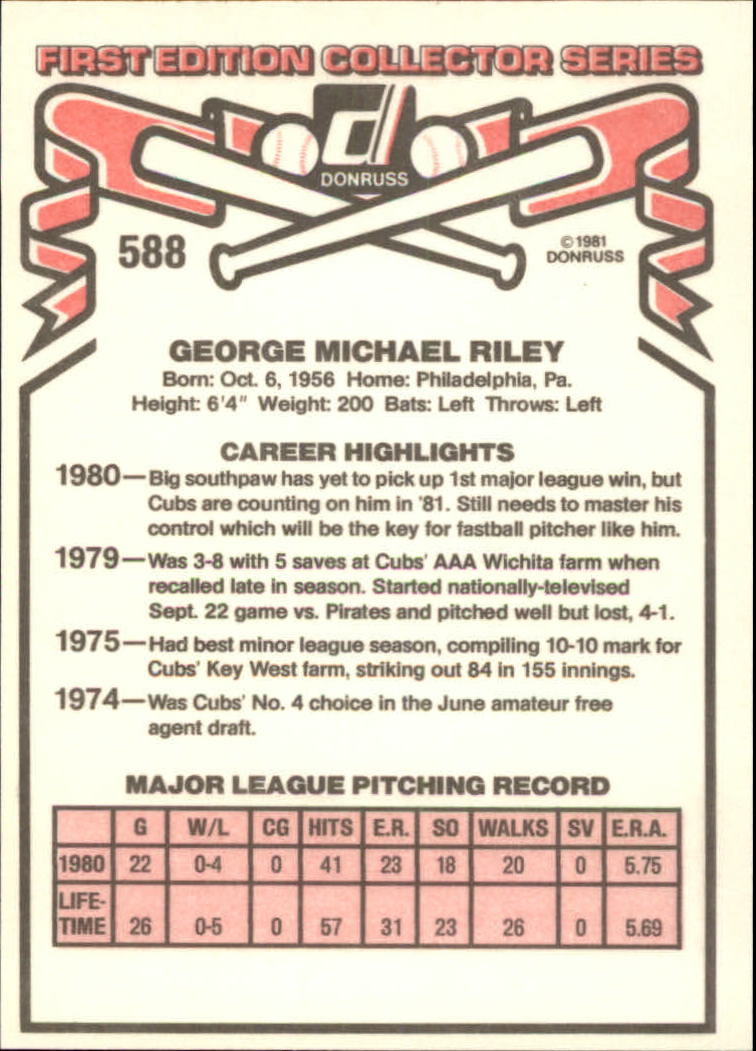 FIRST EDITION COLLECTOR SERIES
d
DONRUSS
588
©1981
DONRUSS
GEORGE MICHAEL RILEY
Born: Oct. 6, 1956 Home: Philadelphia, Pa.
Height: 6'4" Weight: 200 Bats: Left Throws: Left
CAREER HIGHLIGHTS
1980—Big southpaw has yet to pick up 1st major league win, but
Cubs are counting on him in '81. Still needs to master his
control which will be the key for fastball pitcher like him.
1979—Was 3-8 with 5 saves at Cubs' AAA Wichita farm when
recalled late in season. Started nationally-televised
Sept. 22 game vs. Pirates and pitched well but lost, 4-1.
1975—Had best minor league season, compiling 10-10 mark for
Cubs' Key West farm, striking out 84 in 155 innings.
1974—Was Cubs' No. 4 choice in the June amateur free
agent draft.
MAJOR LEAGUE PITCHING RECORD
G W/L CG HITS E.R. SO WALKS SV E.R.A.
1980 22 0-4 0 41 23 18 20 0 5.75
LIFE-
TIME 26 0-5 0 57 31 23 26 0 5.69